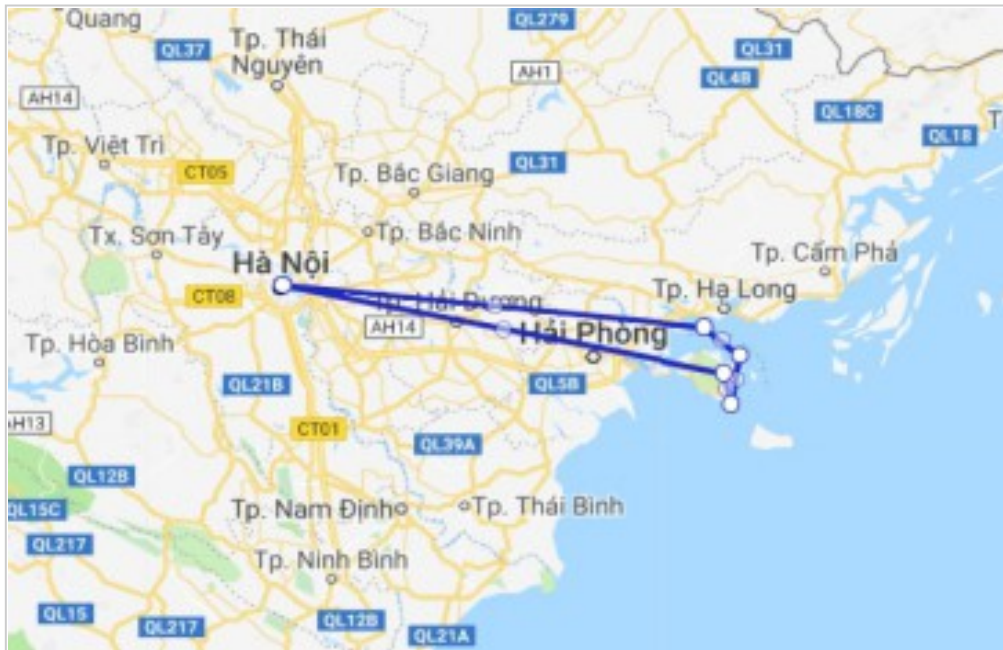 Quang
QL279
QL37
Tp. Thái
Nguyên
QL31
AH1
QL4B
AH14
QL18C
QL18
T
Tp. Việt Trì
CT05
QL31
Tp. Bắc Giang
Tx. Sơn Tây
Tp. Bắc Ninh
Hà Nội
Tp. Cẩm Phả
CT08
Tp. Hải Dương
Tp. Hạ Long
AH14
Hải Phòng
Tp. Hòa Bình
QL21B
QL5B
AH13
CT01
QL39A
QL12B
QL15C
Tp. Nam Định
Tp. Thái Bình
QL217
Tp. Ninh Bình
QL15
QL217
QL12B
QL21A